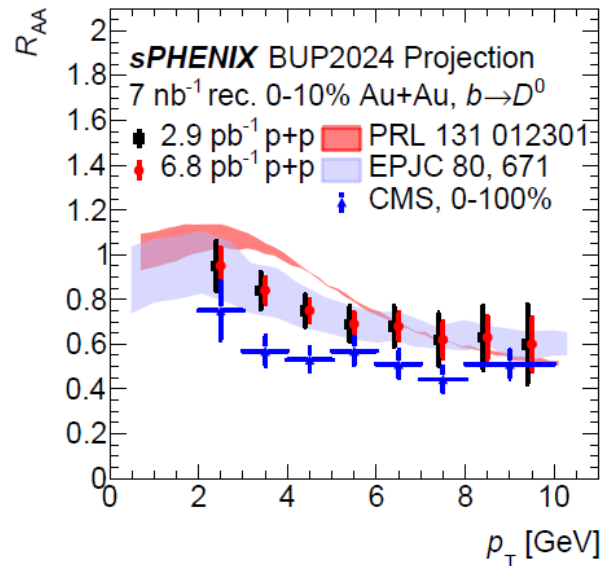 R_AA
2
1.8
1.6
1.4
1.2
1
0.8
0.6
0.4
0.2
0
sPHENIX BUP2024 Projection
7 nb⁻¹ rec. 0-10% Au+Au, b→D⁰
2.9 pb⁻¹ p+p PRL 131 012301
6.8 pb⁻¹ p+p EPJC 80, 671
CMS, 0-100%
0 2 4 6 8 10
p_T [GeV]